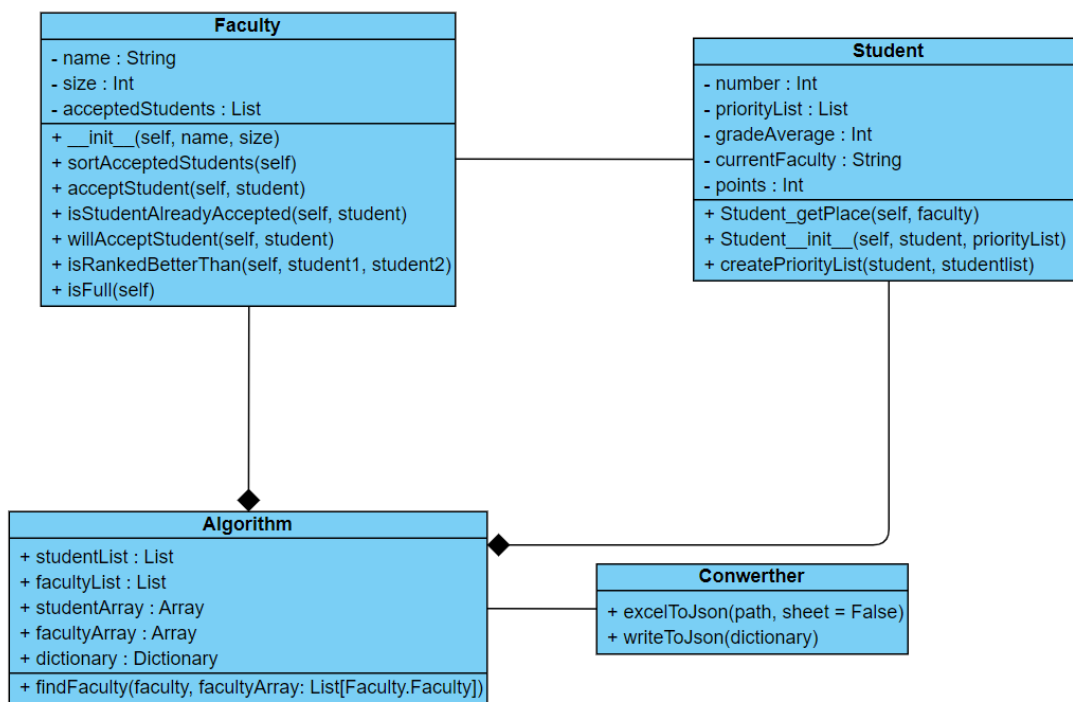 Faculty
- name : String
- size : Int
- acceptedStudents : List
+ __init__(self, name, size)
+ sortAcceptedStudents(self)
+ acceptStudent(self, student)
+ isStudentAlreadyAccepted(self, student)
+ willAcceptStudent(self, student)
+ isRankedBetterThan(self, student1, student2)
+ isFull(self)
Student
- number : Int
- priorityList : List
- gradeAverage : Int
- currentFaculty : String
- points : Int
+ Student_getPlace(self, faculty)
+ Student__init__(self, student, priorityList)
+ createPriorityList(student, studentlist)
Algorithm
+ studentList : List
+ facultyList : List
+ studentArray : Array
+ facultyArray : Array
+ dictionary : Dictionary
+ findFaculty(faculty, facultyArray: List[Faculty.Faculty])
Conwerther
+ excelToJson(path, sheet = False)
+ writeToJson(dictionary)